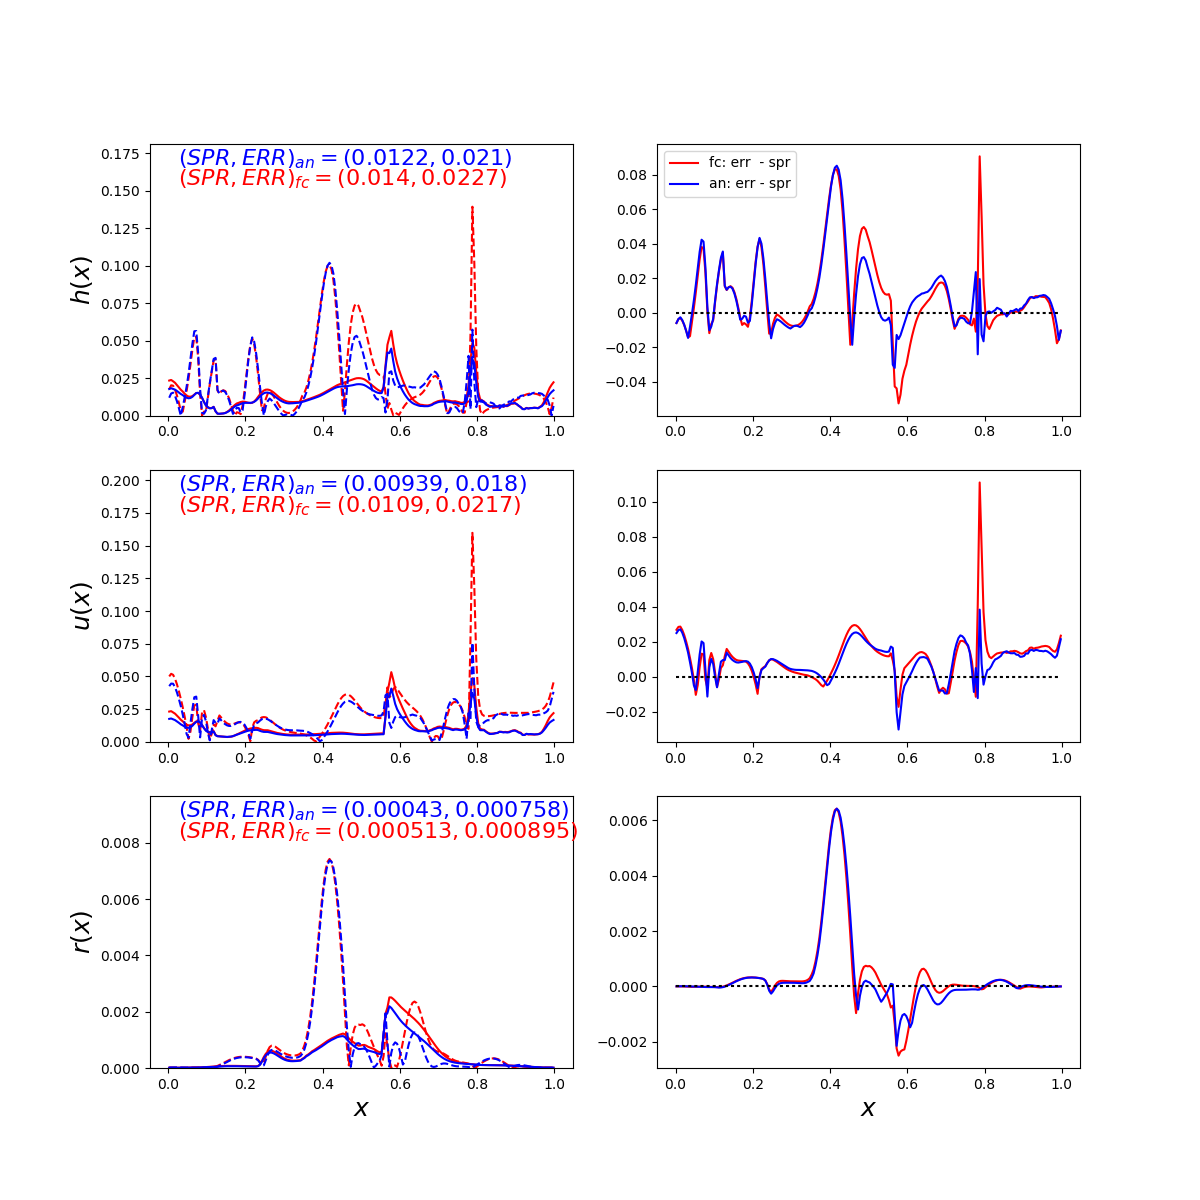 (SPR, ERR)an = (0.0122, 0.021)
(SPR, ERR)fc = (0.014, 0.0227)
h(x)
0.175
0.150
0.125
0.100
0.075
0.050
0.025
0.000
0.0 0.2 0.4 0.6 0.8 1.0
fc: err - spr
an: err - spr
0.08
0.06
0.04
0.02
0.00
−0.02
−0.04
0.0 0.2 0.4 0.6 0.8 1.0
(SPR, ERR)an = (0.00939, 0.018)
(SPR, ERR)fc = (0.0109, 0.0217)
u(x)
0.200
0.175
0.150
0.125
0.100
0.075
0.050
0.025
0.000
0.0 0.2 0.4 0.6 0.8 1.0
0.10
0.08
0.06
0.04
0.02
0.00
−0.02
0.0 0.2 0.4 0.6 0.8 1.0
(SPR, ERR)an = (0.00043, 0.000758)
(SPR, ERR)fc = (0.000513, 0.000895)
r(x)
0.008
0.006
0.004
0.002
0.000
0.0 0.2 0.4 0.6 0.8 1.0
x
0.006
0.004
0.002
0.000
−0.002
0.0 0.2 0.4 0.6 0.8 1.0
x